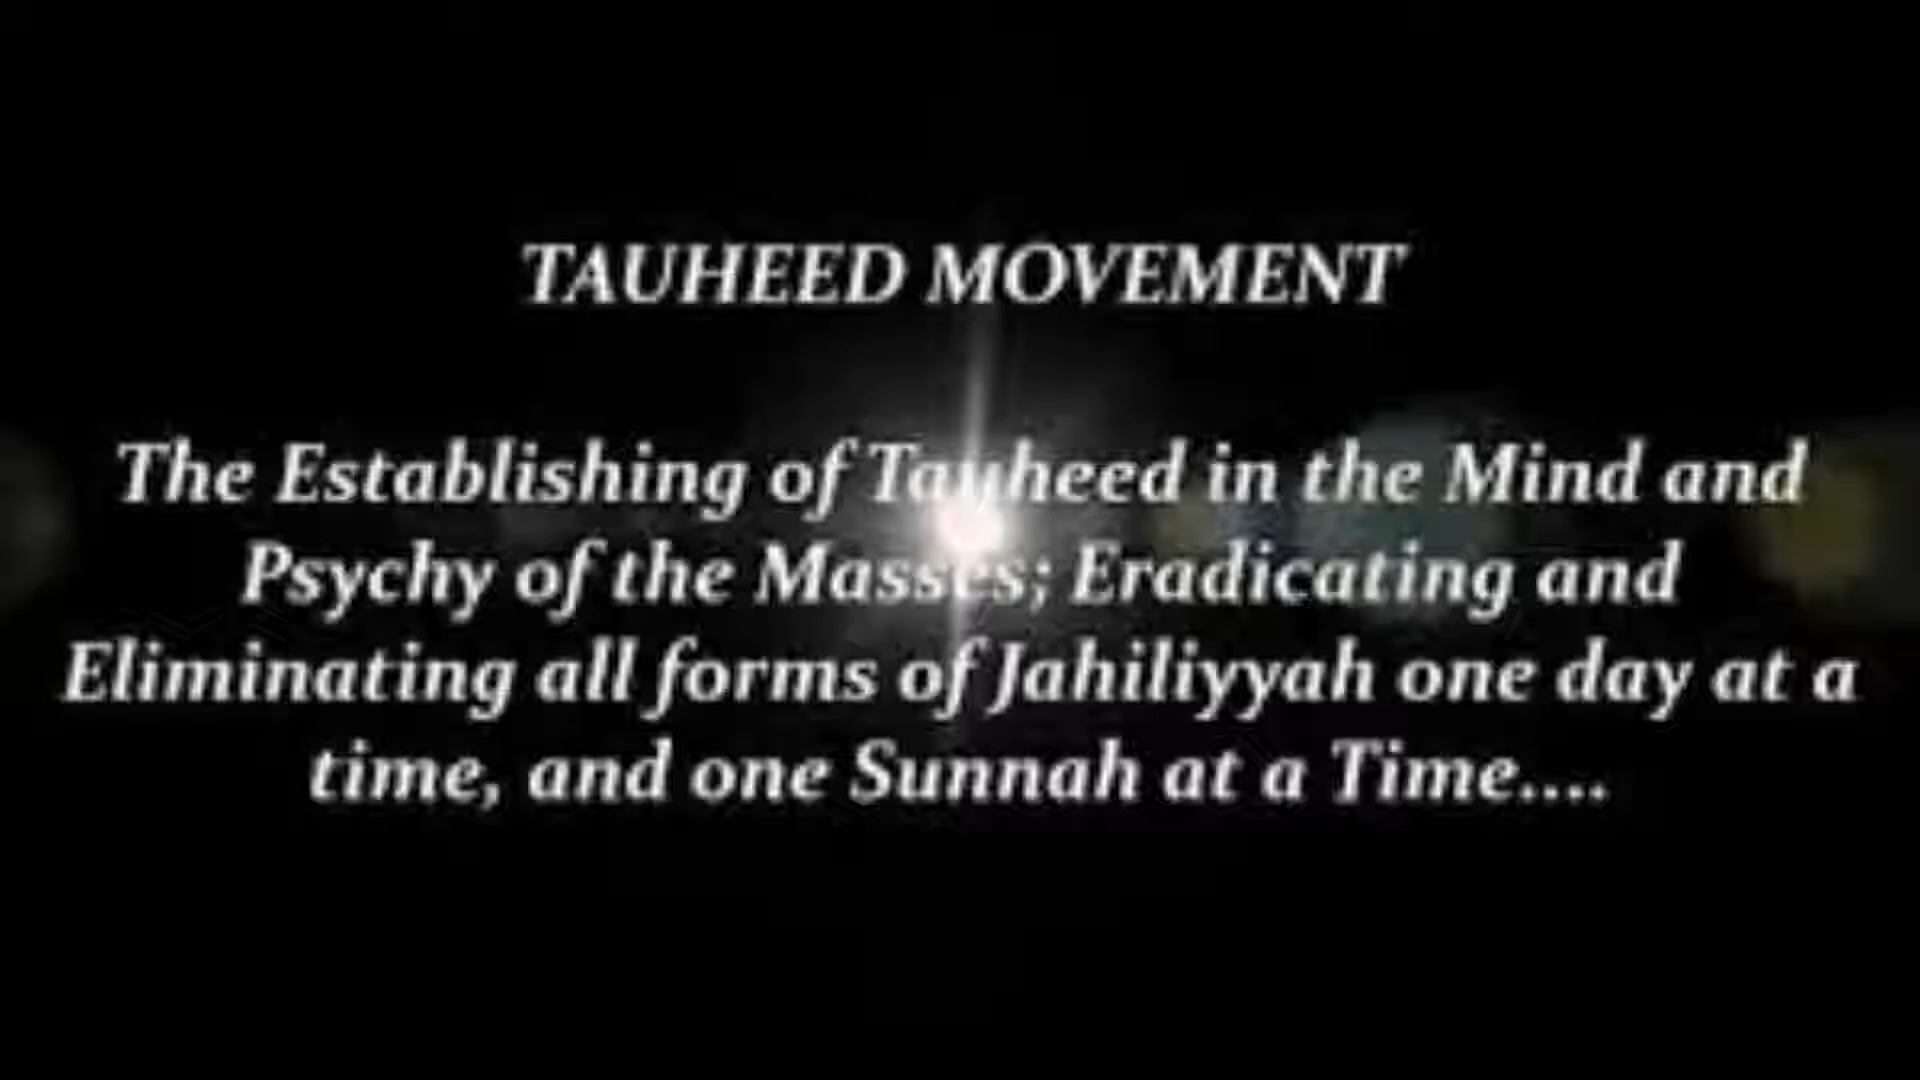 TAUHEED MOVEMENT
The Establishing of Tauheed in the Mind and
Psychy of the Masses; Eradicating and
Eliminating all forms of Jahiliyyah one day at a
time, and one Sunnah at a Time....